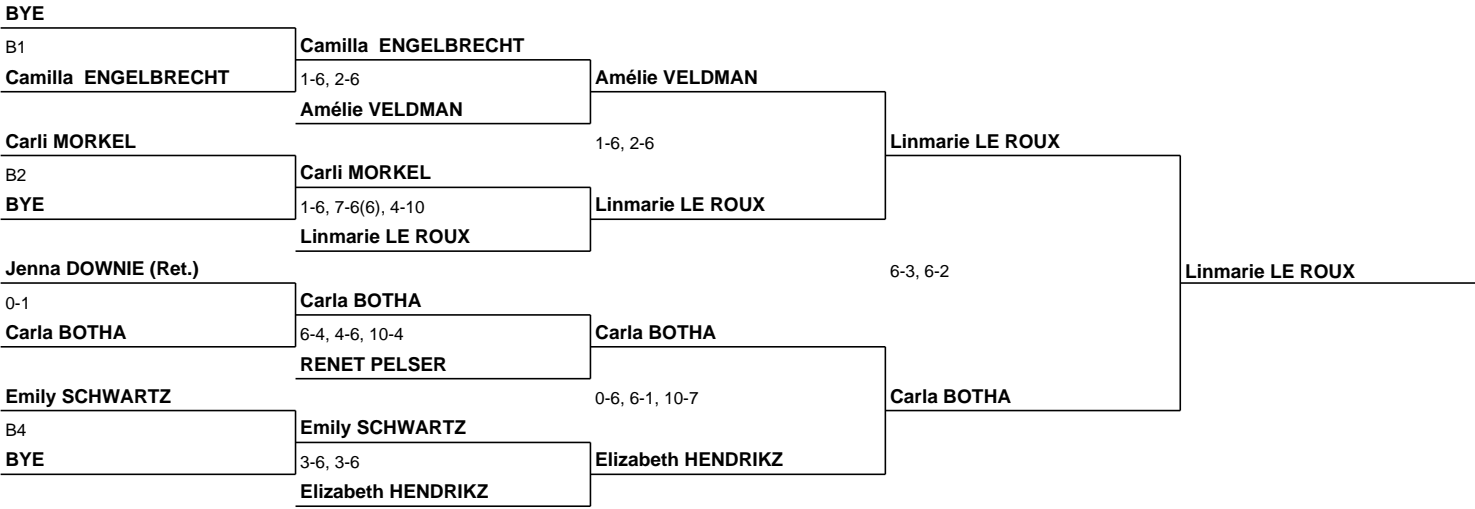 BYE
B1
Camilla  ENGELBRECHT
Camilla  ENGELBRECHT
1-6, 2-6
Amélie VELDMAN
Amélie VELDMAN
Carli MORKEL
B2
BYE
Carli MORKEL
1-6, 7-6(6), 4-10
Linmarie LE ROUX
1-6, 2-6
Linmarie LE ROUX
Linmarie LE ROUX
Jenna DOWNIE (Ret.)
0-1
Carla BOTHA
Carla BOTHA
6-4, 4-6, 10-4
RENET PELSER
Carla BOTHA
6-3, 6-2
Linmarie LE ROUX
Emily SCHWARTZ
B4
BYE
Emily SCHWARTZ
3-6, 3-6
Elizabeth HENDRIKZ
0-6, 6-1, 10-7
Elizabeth HENDRIKZ
Carla BOTHA